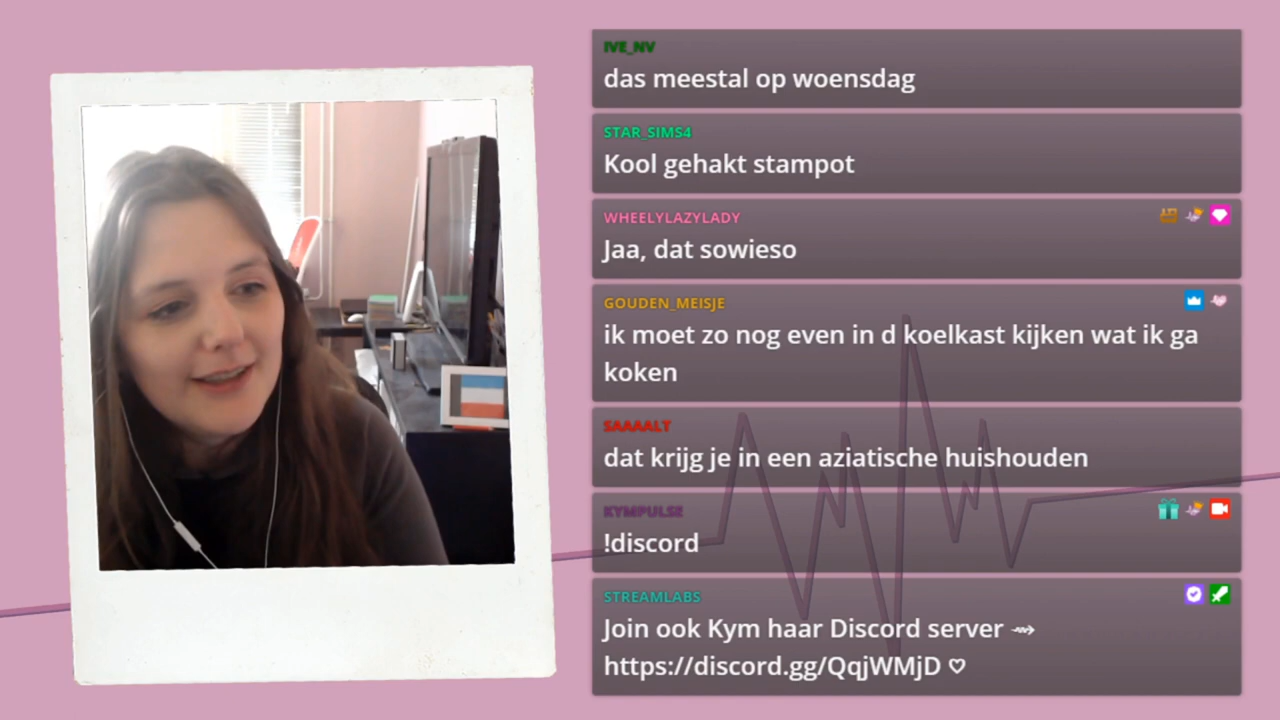 IVE_NV
das meestal op woensdag
STAR_SIMS4
Kool gehakt stampot
WHEELYLAZYLADY
Jaa, dat sowieso
GOUDEN_MEISJE
ik moet zo nog even in d koelkast kijken wat ik ga
koken
SAAAALT
dat krijg je in een aziatische huishouden
KYMPULSE
!discord
STREAMLABS
Join ook Kym haar Discord server ⇝
https://discord.gg/QqjWMjD ♡